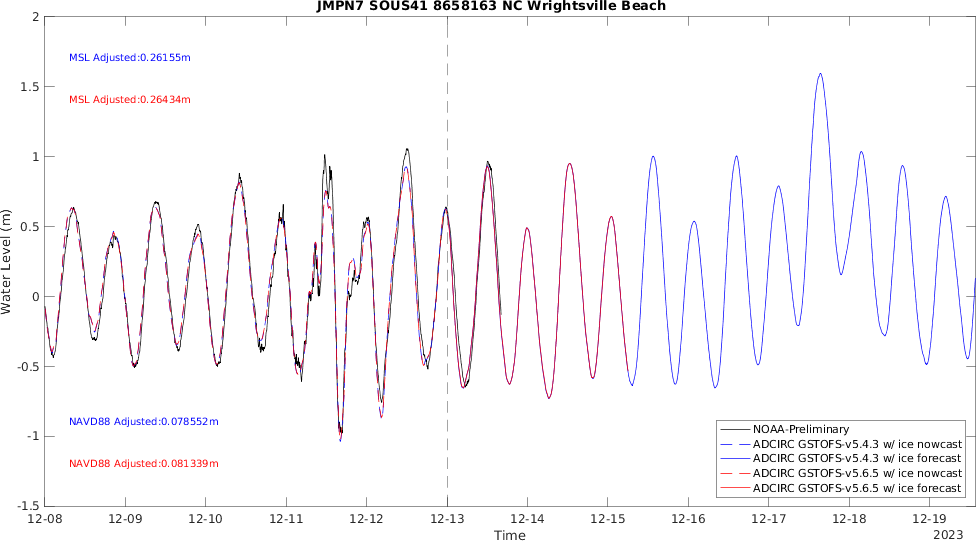 JMPN7 SOUS41 8658163 NC Wrightsville Beach
2
1.5
1
0.5
0
-0.5
-1
-1.5
Water Level (m)
MSL Adjusted:0.26155m
MSL Adjusted:0.26434m
NAVD88 Adjusted:0.078552m
NAVD88 Adjusted:0.081339m
NOAA-Preliminary
ADCIRC GSTOFS-v5.4.3 w/ ice nowcast
ADCIRC GSTOFS-v5.4.3 w/ ice forecast
ADCIRC GSTOFS-v5.6.5 w/ ice nowcast
ADCIRC GSTOFS-v5.6.5 w/ ice forecast
12-08 12-09 12-10 12-11 12-12 12-13 12-14 12-15 12-16 12-17 12-18 12-19
Time
2023